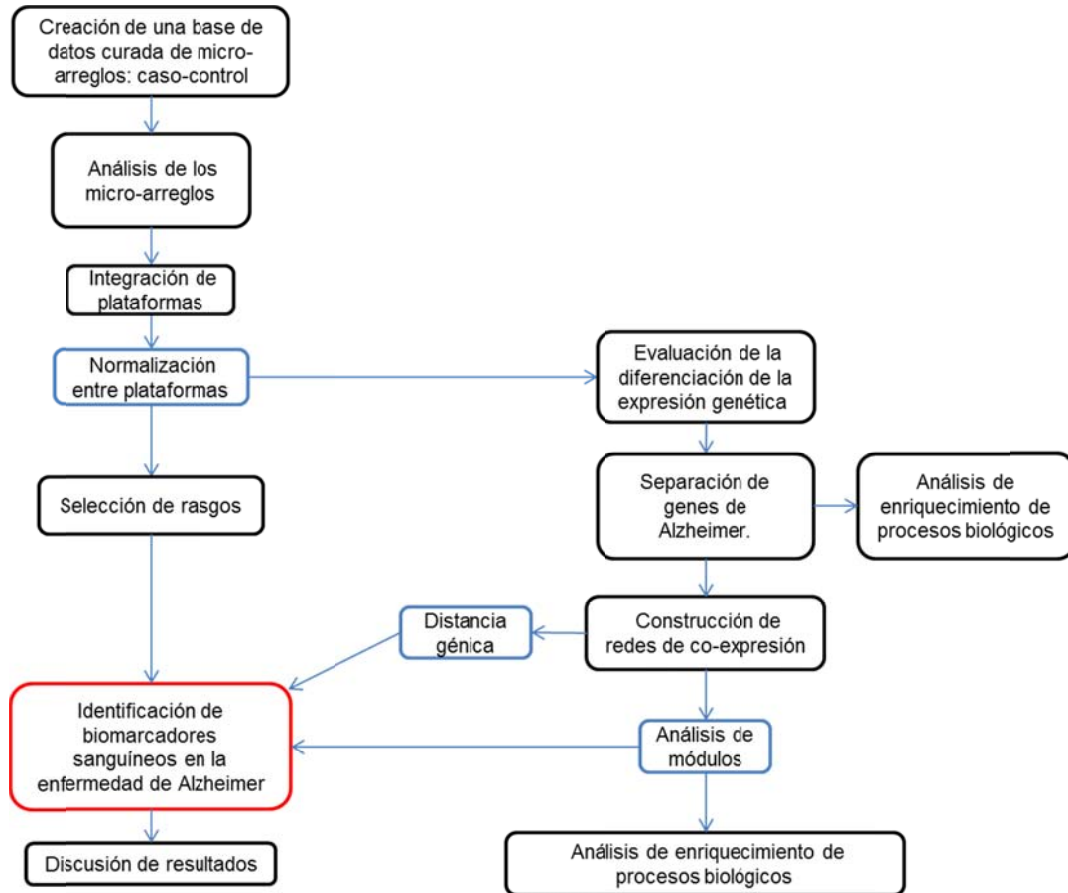 Creación de una base de
datos curada de micro-
arreglos: caso-control
Análisis de los
micro-arreglos
Integración de
plataformas
Normalización
entre plataformas
Evaluación de la
diferenciación de la
expresión genética
Selección de rasgos
Separación de
genes de
Alzheimer.
Análisis de
enriquecimiento de
procesos biológicos
Distancia
génica
Construcción de
redes de co-expresión
Identificación de
biomarcadores
sanguíneos en la
enfermedad de Alzheimer
Análisis de
módulos
Discusión de resultados
Análisis de enriquecimiento de
procesos biológicos